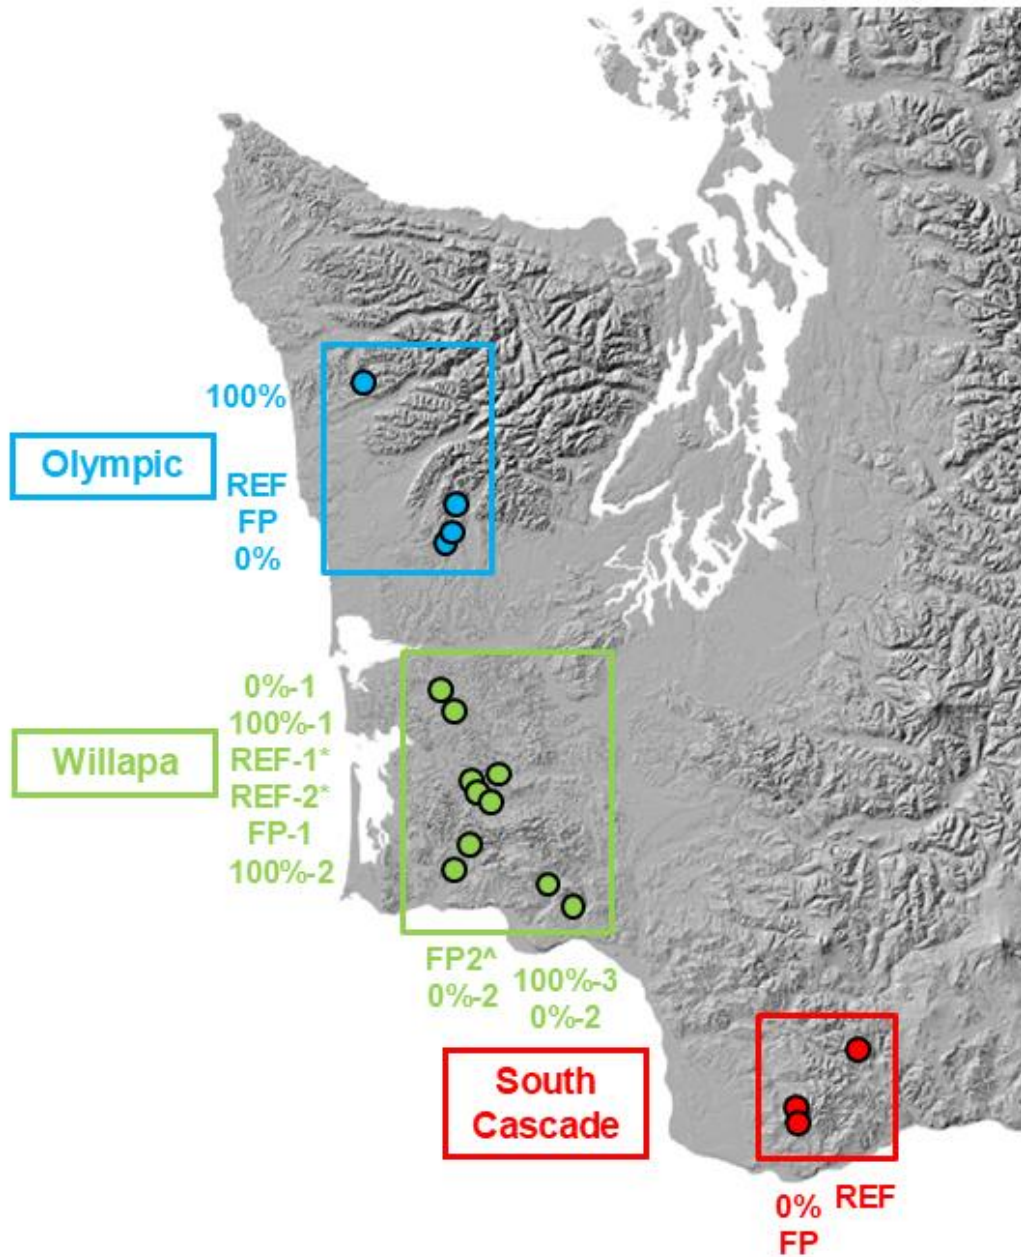 100%
Olympic
REF
FP
0%
0%-1
100%-1
Willapa
REF-1*
REF-2*
FP-1
100%-2
FP2^
0%-2
100%-3
0%-2
South
Cascade
0%
FP
REF